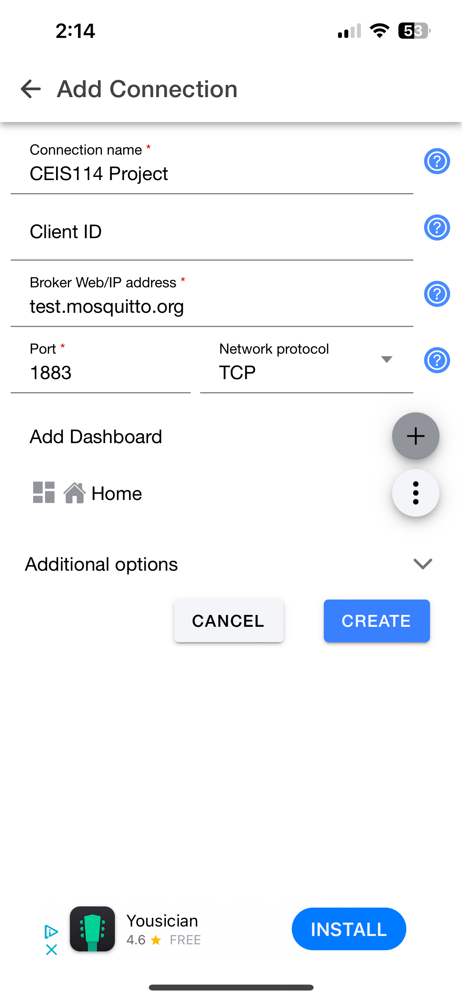 2:14
53
Add Connection
Connection name *
CEIS114 Project
Client ID
Broker Web/IP address *
test.mosquitto.org
Port *
Network protocol
1883
TCP
Add Dashboard
Home
Additional options
CANCEL
CREATE
Yousician
4.6 ★ FREE
INSTALL